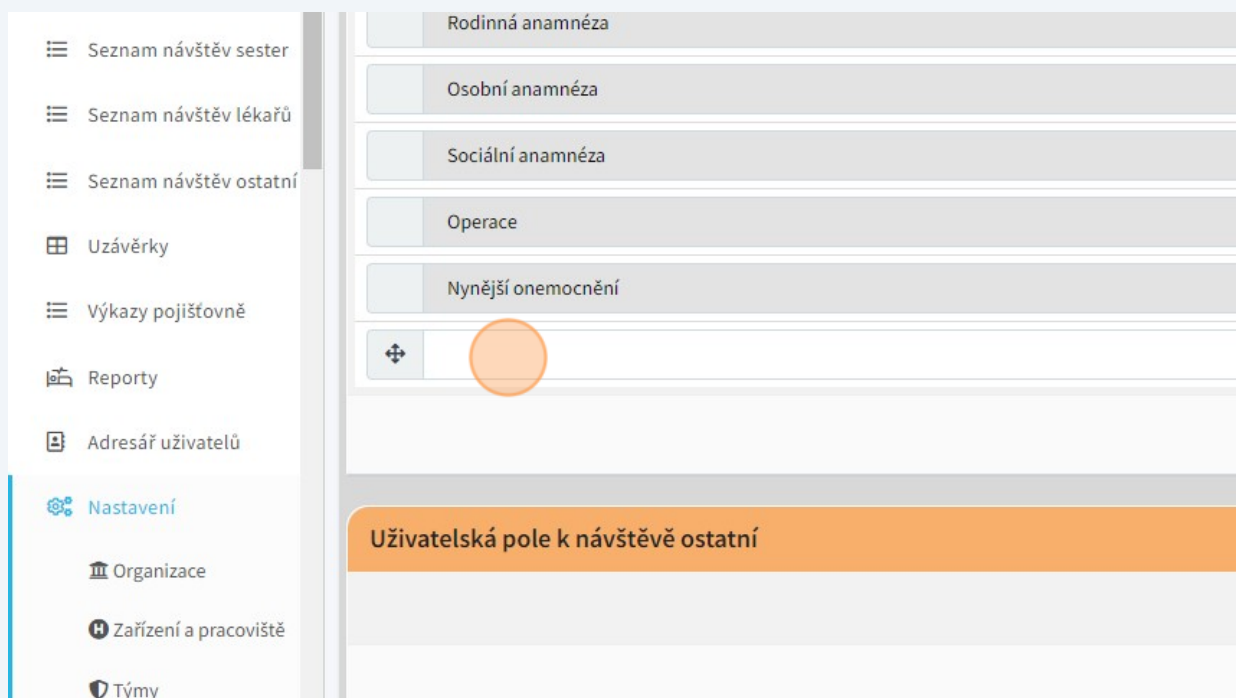 Seznam návštěv sester
Seznam návštěv lékařů
Seznam návštěv ostatní
Uzávěrky
Výkazy pojišťovně
Reporty
Adresář uživatelů
Nastavení
Organizace
Zařízení a pracoviště
Týmy
Rodinná anamnéza
Osobní anamnéza
Sociální anamnéza
Operace
Nynější onemocnění
Uživatelská pole k návštěvě ostatní